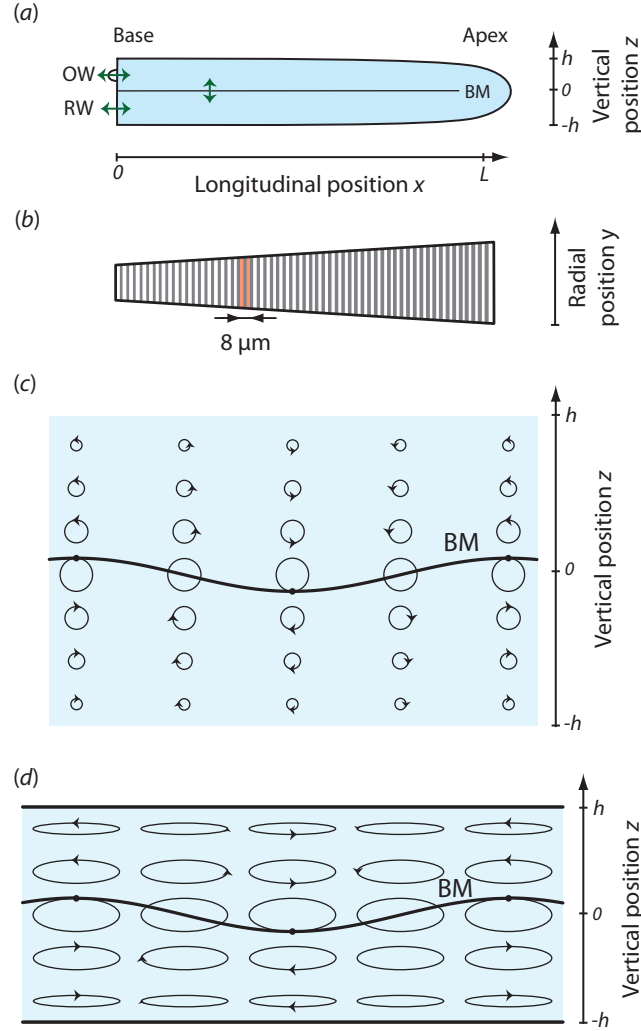 (a)
Base
Apex
OW
RW
BM
h
0
-h
Vertical
position z
0
L
Longitudinal position x
(b)
8 μm
Radial
position y
(c)
BM
h
0
-h
Vertical position z
(d)
BM
h
0
-h
Vertical position z